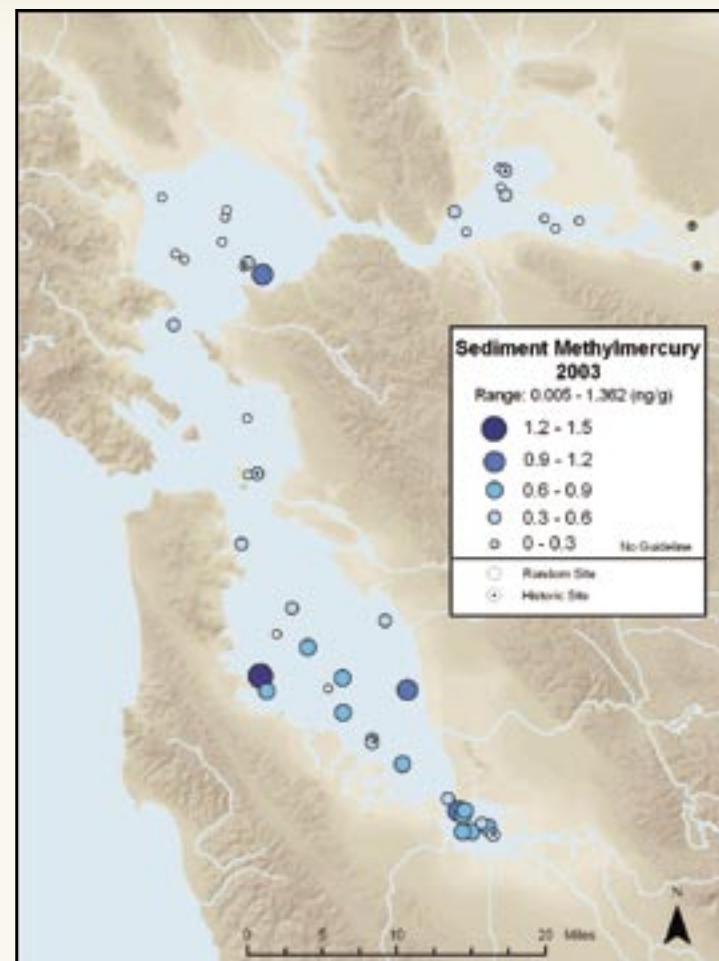 Sediment Methylmercury
2003
Range: 0.005 - 1.362 (ng/g)
1.2 - 1.5
0.9 - 1.2
0.6 - 0.9
0.3 - 0.6
0 - 0.3 No Guideline
Random Site
Historic Site
N
0 5 10 20 Miles